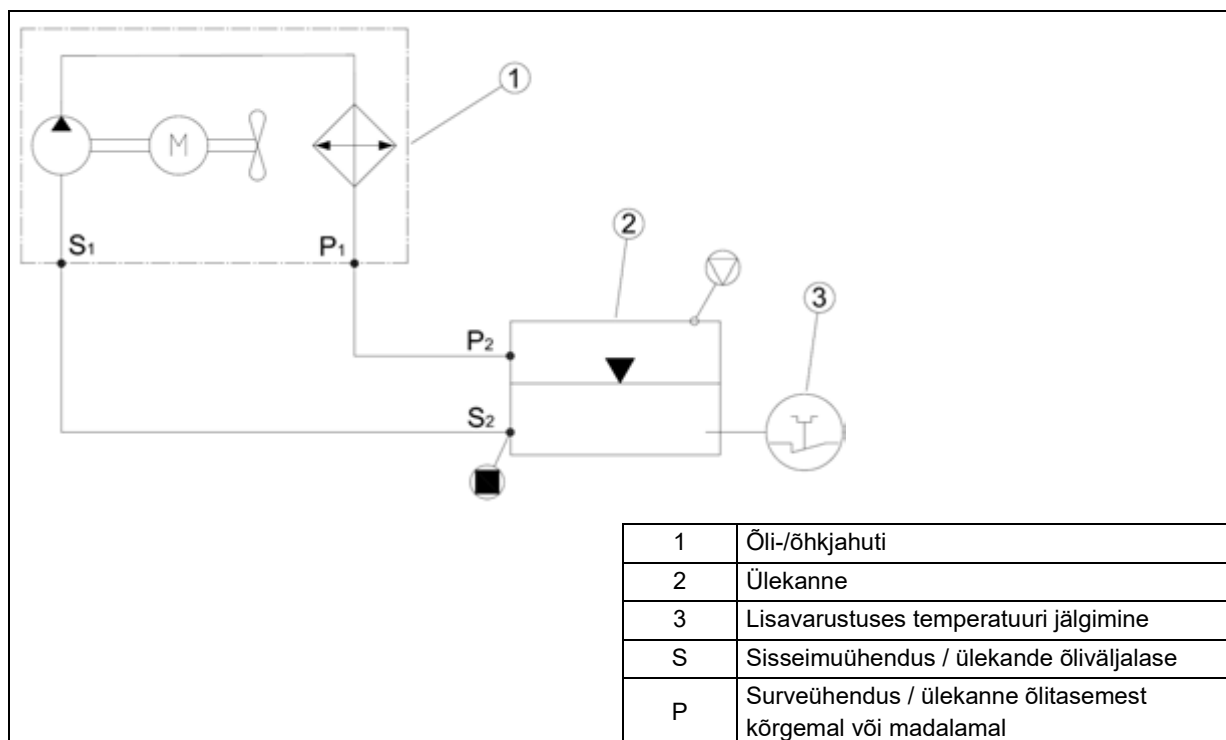 1
M
S1
P1
2
3
P2
S2
1 Õli-/õhkjahuti
2 Ülekanne
3 Lisavarustuses temperatuuri jälgimine
S Sisseimuühendus / ülekande õliväljalase
P Surveühendus / ülekanne õlitasemest
kõrgemal või madalamal